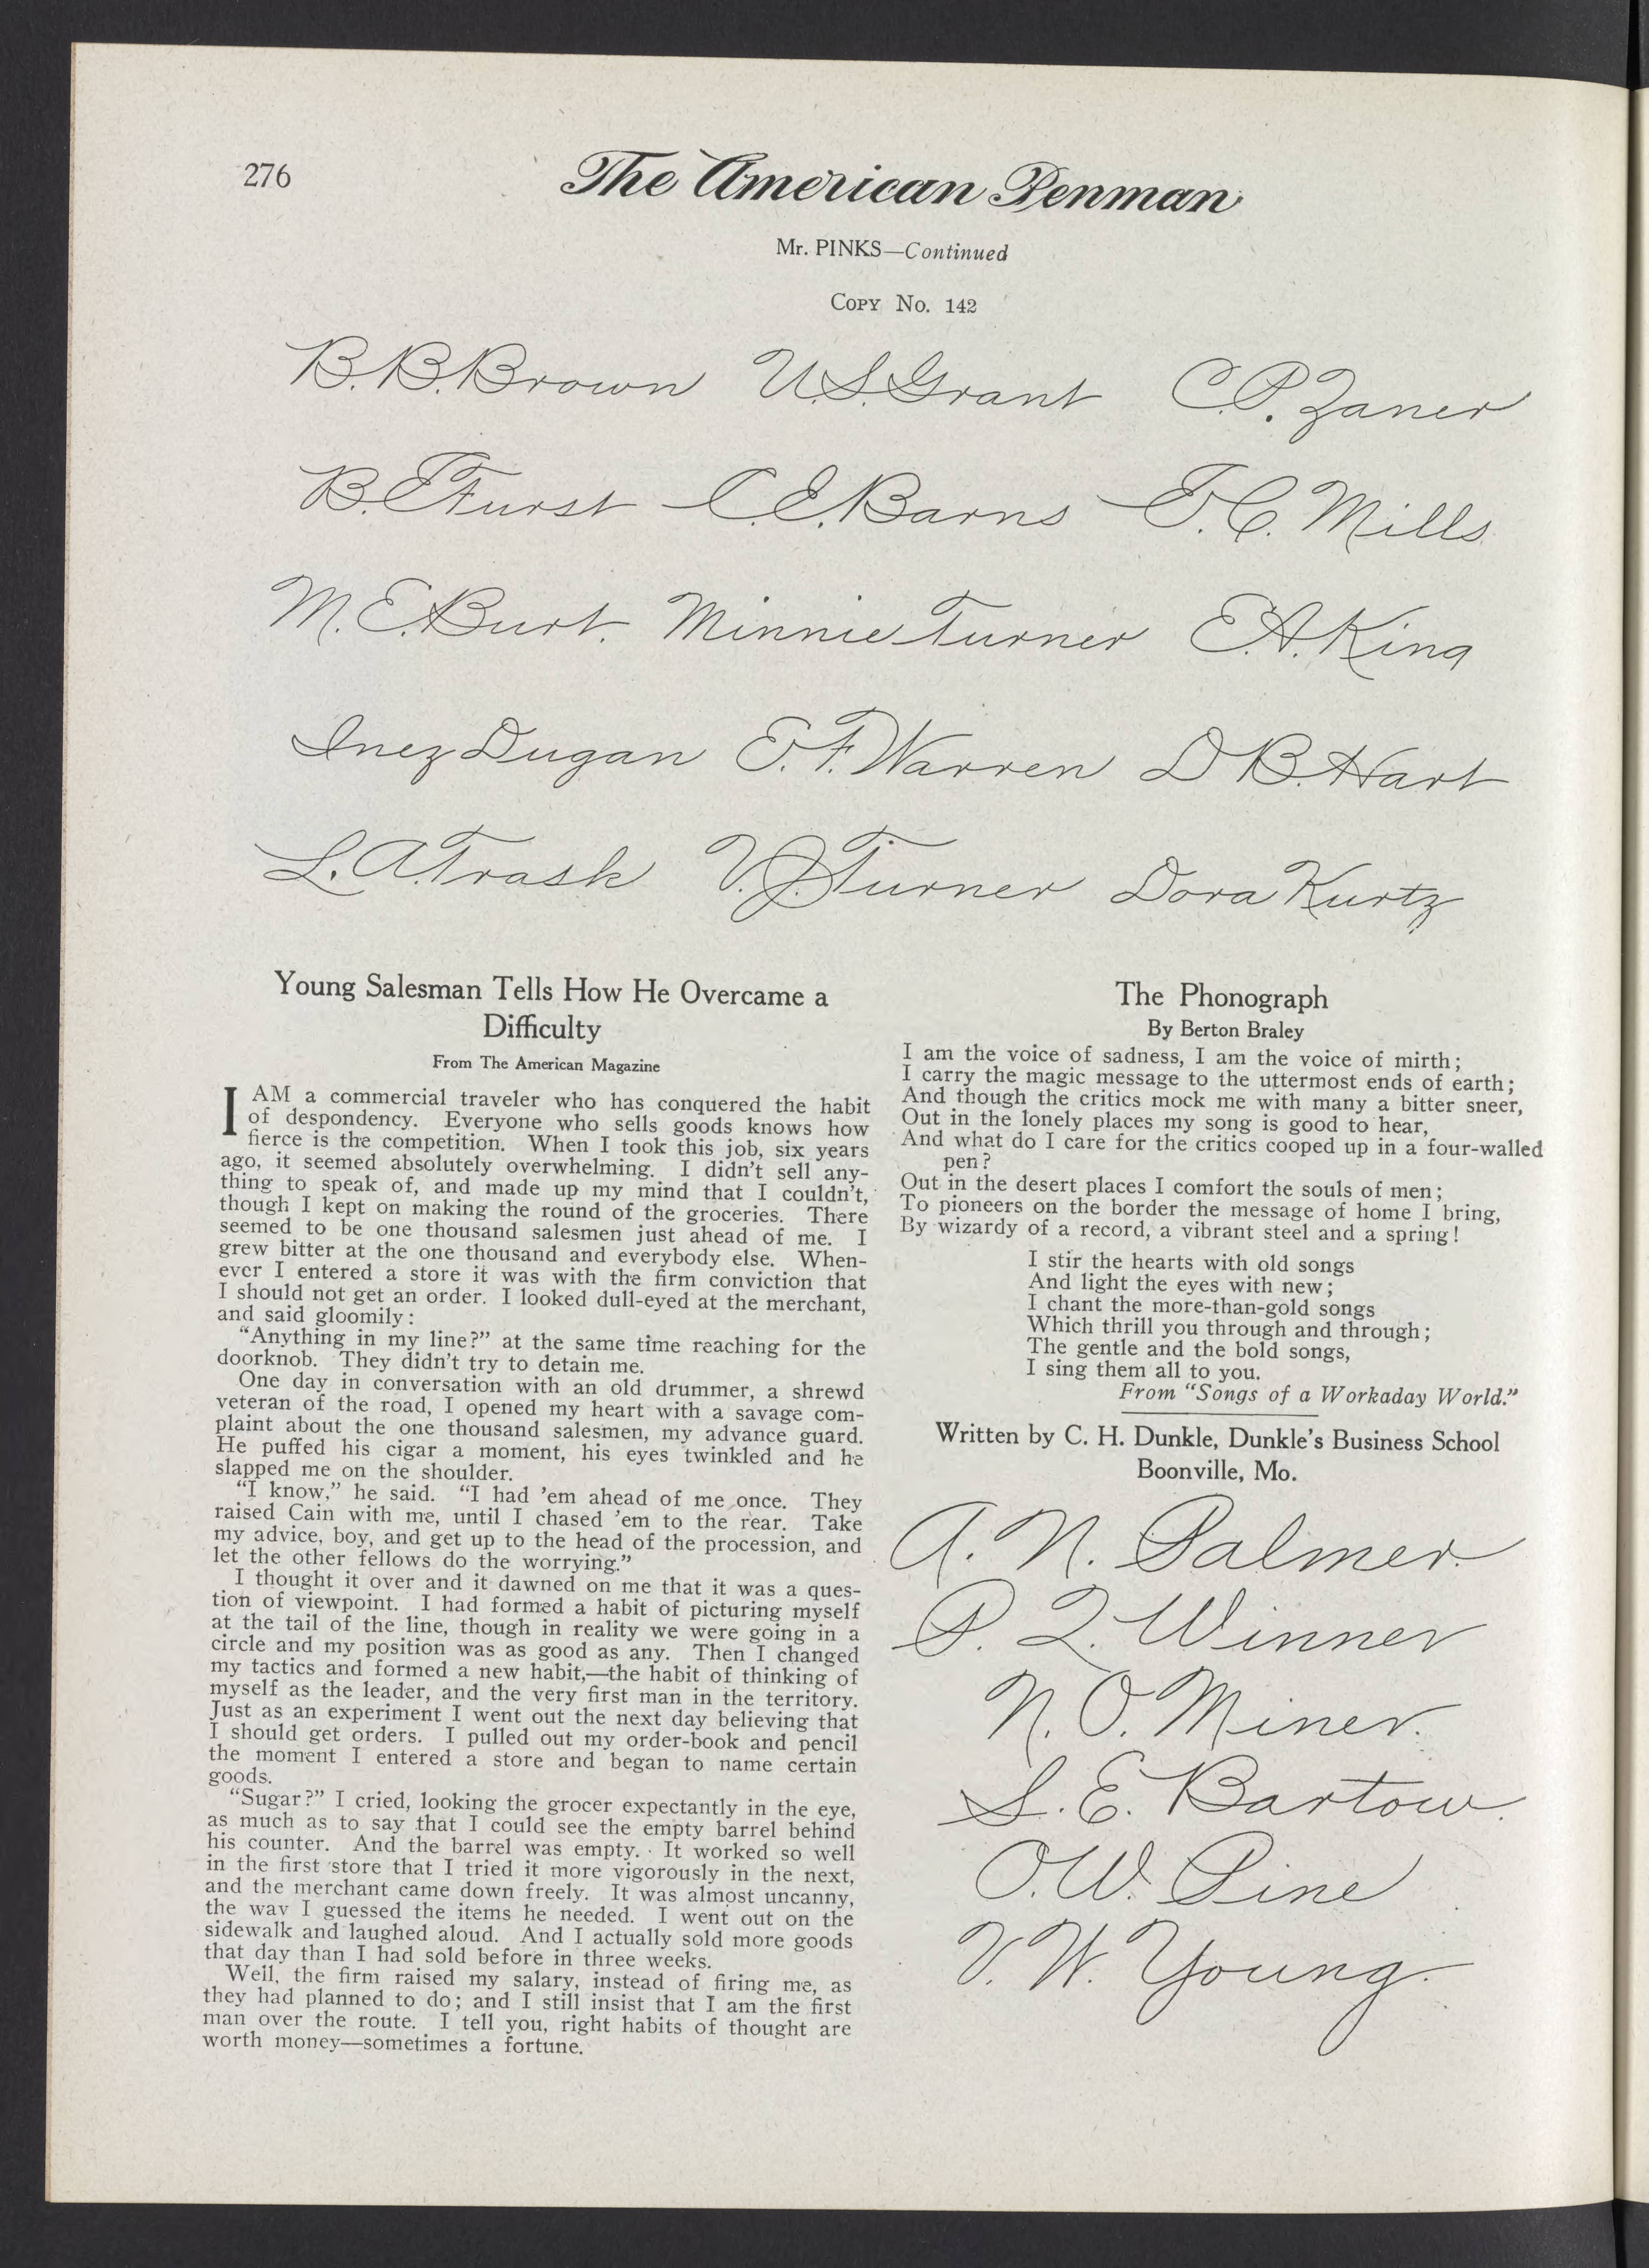 276
The American Penman
Mr. PINKS—Continued
Copy No. 142
B. B. Brown U. S. Grant C. P. Zaner
B. E. Furst C. E. Barns T. C. Mills
M. E. Burt. Minnie Turner E. A. King
Inez Dugan E. F. Warren D B. Hart
L. A. Trask V. J. Turner Dora Kurtz
Young Salesman Tells How He Overcame a
Difficulty
From The American Magazine
I AM a commercial traveler who has conquered the habit
of despondency. Everyone who sells goods knows how
fierce is the competition. When I took this job, six years
ago, it seemed absolutely overwhelming. I didn't sell any-
thing to speak of, and made up my mind that I couldn't,
though I kept on making the round of the groceries. There
seemed to be one thousand salesmen just ahead of me. I
grew bitter at the one thousand and everybody else. When-
ever I entered a store it was with the firm conviction that
I should not get an order. I looked dull-eyed at the merchant,
and said gloomily:
"Anything in my line?" at the same time reaching for the
doorknob. They didn't try to detain me.
One day in conversation with an old drummer, a shrewd
veteran of the road, I opened my heart with a savage com-
plaint about the one thousand salesmen, my advance guard.
He puffed his cigar a moment, his eyes twinkled and he
slapped me on the shoulder.
"I know," he said. "I had 'em ahead of me once. They
raised Cain with me, until I chased 'em to the rear. Take
my advice, boy, and get up to the head of the procession, and
let the other fellows do the worrying."
I thought it over and it dawned on me that it was a ques-
tion of viewpoint. I had formed a habit of picturing myself
at the tail of the line, though in reality we were going in a
circle and my position was as good as any. Then I changed
my tactics and formed a new habit,—the habit of thinking of
myself as the leader, and the very first man in the territory.
Just as an experiment I went out the next day believing that
I should get orders. I pulled out my order-book and pencil
the moment I entered a store and began to name certain
goods.
"Sugar?" I cried, looking the grocer expectantly in the eye,
as much as to say that I could see the empty barrel behind
his counter. And the barrel was empty. It worked so well
in the first store that I tried it more vigorously in the next,
and the merchant came down freely. It was almost uncanny,
the way I guessed the items he needed. I went out on the
sidewalk and laughed aloud. And I actually sold more goods
that day than I had sold before in three weeks.
Well, the firm raised my salary, instead of firing me, as
they had planned to do; and I still insist that I am the first
man over the route. I tell you, right habits of thought are
worth money—sometimes a fortune.
The Phonograph
By Berton Braley
I am the voice of sadness, I am the voice of mirth;
I carry the magic message to the uttermost ends of earth;
And though the critics mock me with many a bitter sneer,
Out in the lonely places my song is good to hear,
And what do I care for the critics cooped up in a four-walled
pen?
Out in the desert places I comfort the souls of men;
To pioneers on the border the message of home I bring,
By wizardy of a record, a vibrant steel and a spring!
I stir the hearts with old songs
And light the eyes with new;
I chant the more-than-gold songs
Which thrill you through and through;
The gentle and the bold songs,
I sing them all to you.
From "Songs of a Workaday World."
Written by C. H. Dunkle, Dunkle's Business School
Boonville, Mo.
A. N. Palmer.
P. Q. Winner
N. O. Miner.
S. E. Bartow.
O. W. Pine
V. W. Young.